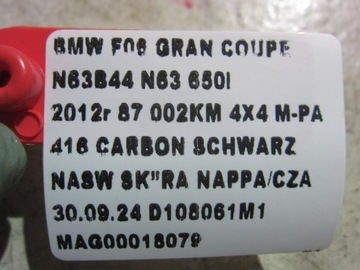 BMW F06 GRAN COUPE
N63B44 N63 650I
2012r 87 002KM 4X4 M-PA
416 CARBON SCHWARZ
NASW SK"RA NAPPA/CZA
30.09.24 D108061M1
MAG00018079